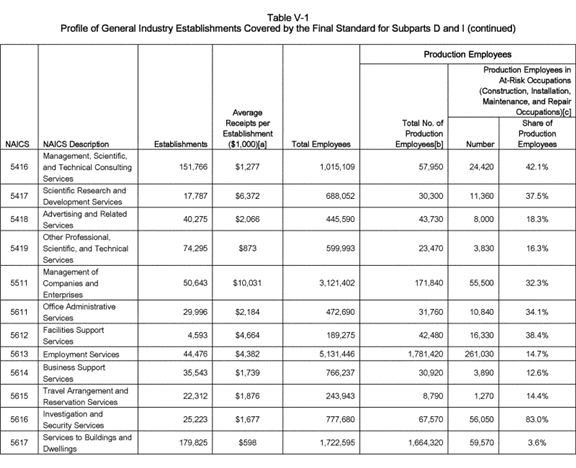 Table V-1
Profile of General Industry Establishments Covered by the Final Standard for Subparts D and I (continued)
Production Employees
Production Employees in
At-Risk Occupations
(Construction, Installation,
Maintenance, and Repair
Occupations)[c]
NAICS NAICS Description Establishments Average Receipts per Establishment ($1,000)[a] Total Employees Total No. of Production Employees[b] Number Share of Production Employees
5416 Management, Scientific, and Technical Consulting Services 151,766 $1,277 1,015,109 57,950 24,420 42.1%
5417 Scientific Research and Development Services 17,787 $6,372 688,052 30,300 11,360 37.5%
5418 Advertising and Related Services 40,275 $2,066 445,590 43,730 8,000 18.3%
5419 Other Professional, Scientific, and Technical Services 74,295 $873 599,993 23,470 3,830 16.3%
5511 Management of Companies and Enterprises 50,643 $10,031 3,121,402 171,840 55,500 32.3%
5611 Office Administrative Services 29,996 $2,184 472,690 31,760 10,840 34.1%
5612 Facilities Support Services 4,593 $4,664 189,275 42,480 16,330 38.4%
5613 Employment Services 44,476 $4,382 5,131,446 1,781,420 261,030 14.7%
5614 Business Support Services 35,543 $1,739 766,237 30,920 3,890 12.6%
5615 Travel Arrangement and Reservation Services 22,312 $1,876 243,943 8,790 1,270 14.4%
5616 Investigation and Security Services 25,223 $1,677 777,680 67,570 56,050 83.0%
5617 Services to Buildings and Dwellings 179,825 $598 1,722,595 1,664,320 59,570 3.6%